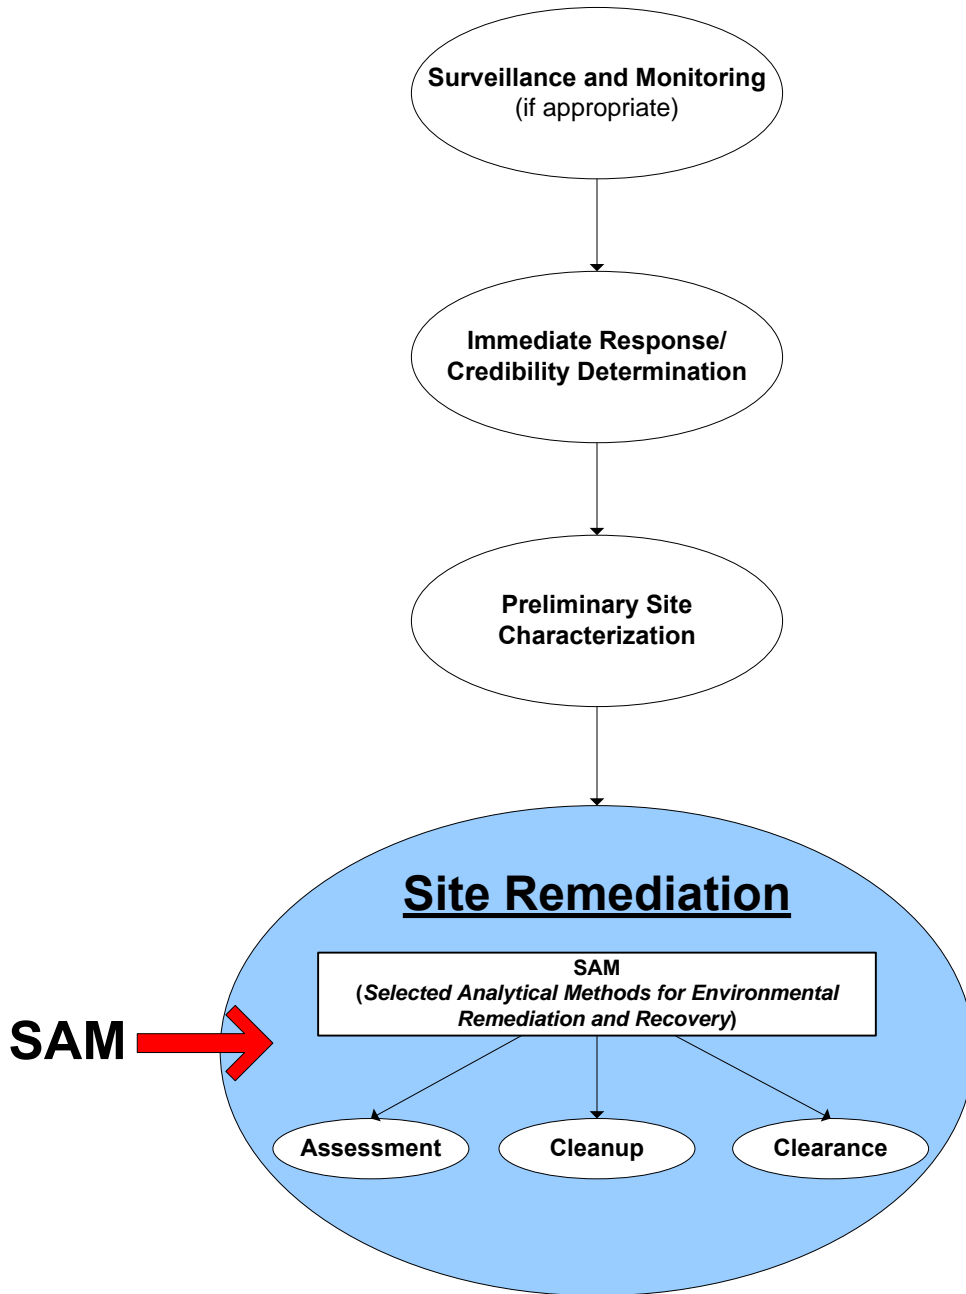 Surveillance and Monitoring
(if appropriate)
Immediate Response/
Credibility Determination
Preliminary Site
Characterization
Site Remediation
SAM
(Selected Analytical Methods for Environmental
Remediation and Recovery)
SAM
Assessment
Cleanup
Clearance